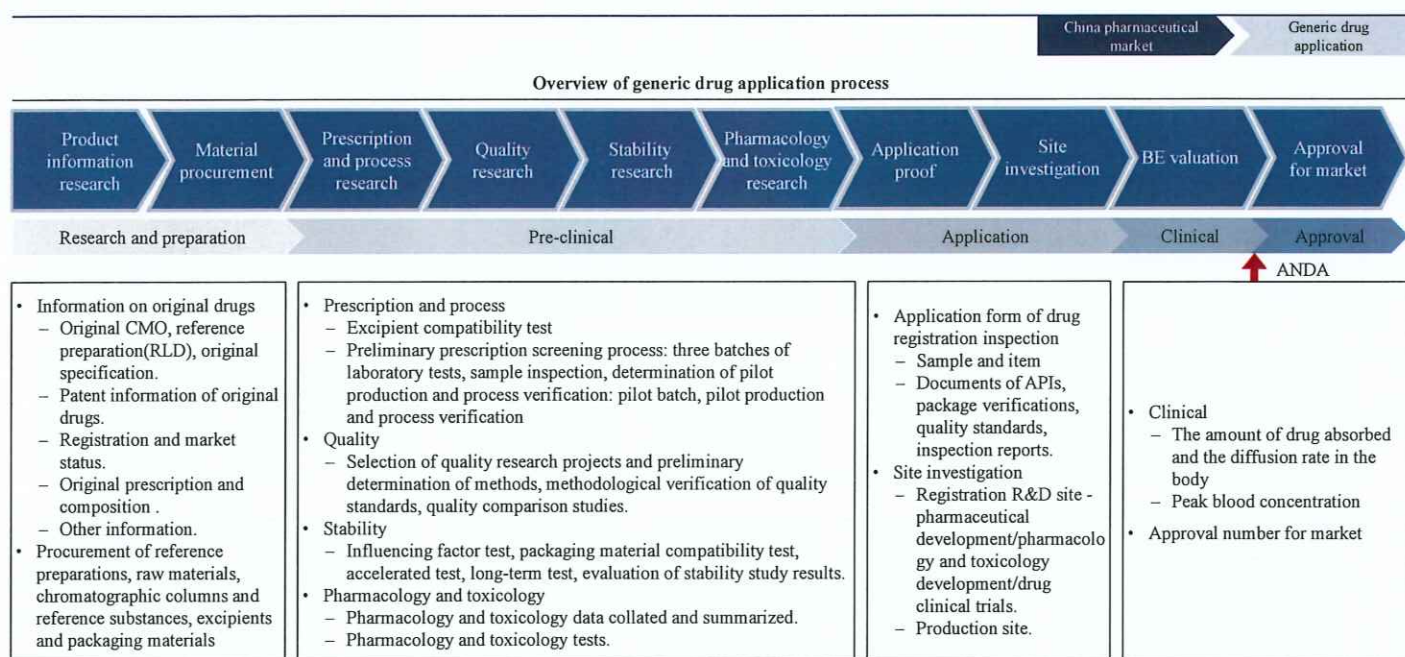 China pharmaceutical
market
Generic drug
application
Overview of generic drug application process
Product
information
research
Material
procurement
Prescription
and process
research
Quality
research
Stability
research
Pharmacology
and toxicology
research
Application
proof
Site
investigation
BE valuation
Approval
for market
Research and preparation
Pre-clinical
Application
Clinical
Approval
ANDA
• Information on original drugs
– Original CMO, reference
preparation(RLD), original
specification.
– Patent information of original
drugs.
– Registration and market
status.
– Original prescription and
composition .
– Other information.
• Procurement of reference
preparations, raw materials,
chromatographic columns and
reference substances, excipients
and packaging materials
• Prescription and process
– Excipient compatibility test
– Preliminary prescription screening process: three batches of
laboratory tests, sample inspection, determination of pilot
production and process verification: pilot batch, pilot production
and process verification
• Quality
– Selection of quality research projects and preliminary
determination of methods, methodological verification of quality
standards, quality comparison studies.
• Stability
– Influencing factor test, packaging material compatibility test,
accelerated test, long-term test, evaluation of stability study results.
• Pharmacology and toxicology
– Pharmacology and toxicology data collated and summarized.
– Pharmacology and toxicology tests.
• Application form of drug
registration inspection
– Sample and item
– Documents of APIs,
package verifications,
quality standards,
inspection reports.
• Site investigation
– Registration R&D site -
pharmaceutical
development/pharmacolo
gy and toxicology
development/drug
clinical trials.
– Production site.
• Clinical
– The amount of drug absorbed
and the diffusion rate in the
body
– Peak blood concentration
• Approval number for market